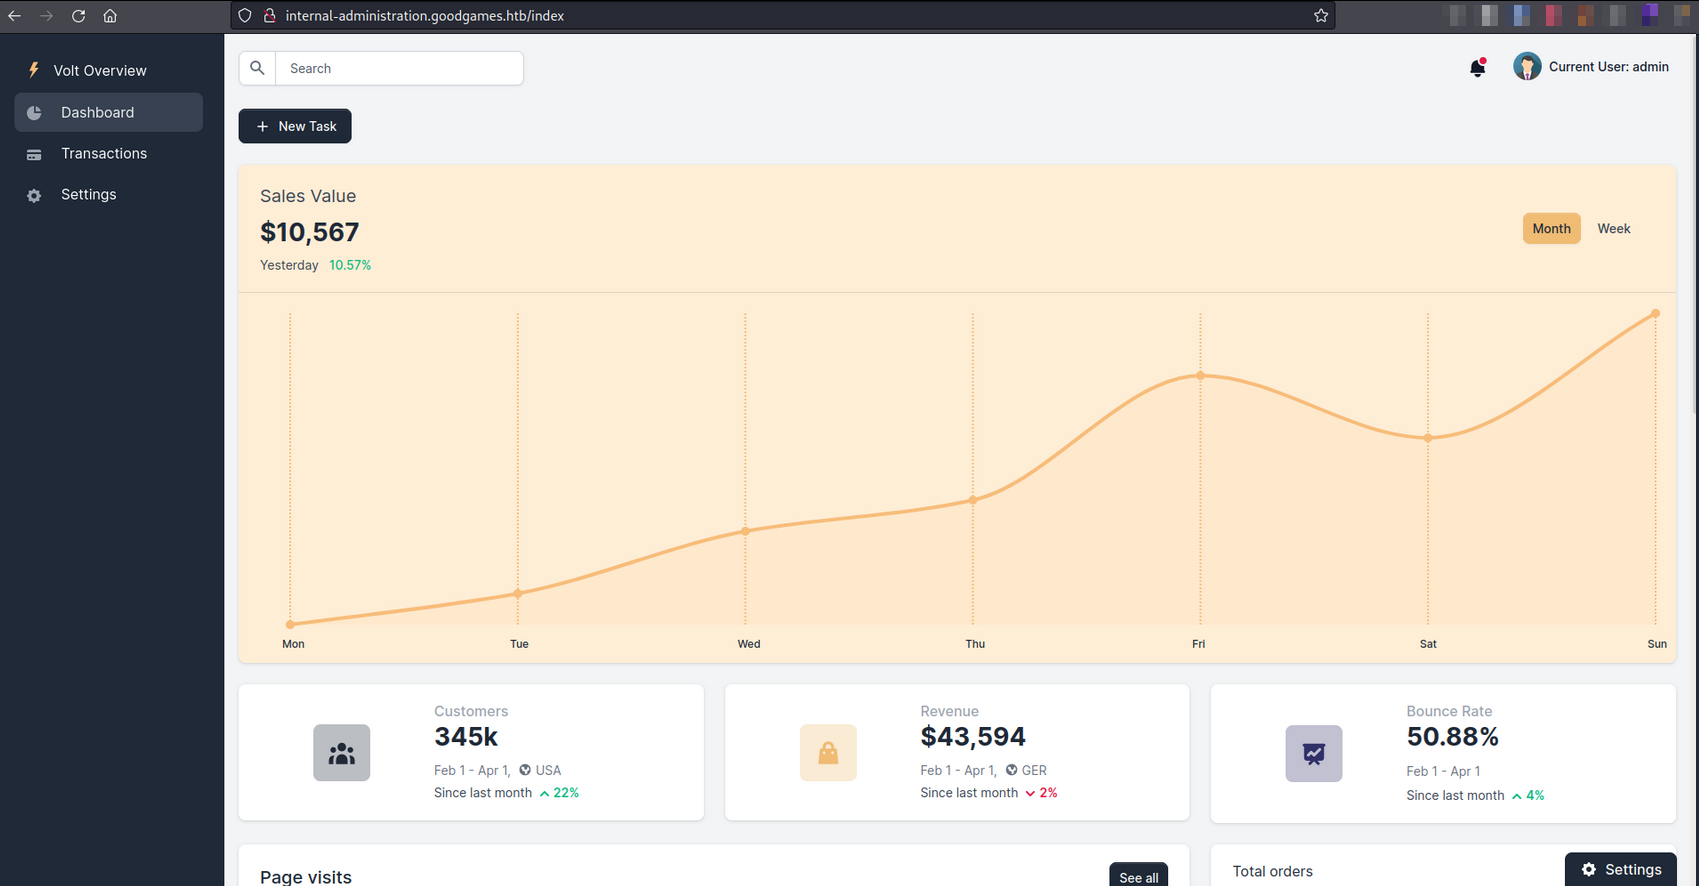 internal-administration.goodgames.htb/index
Volt Overview
Dashboard
Transactions
Settings
Search
Current User: admin
New Task
Sales Value
$10,567
Yesterday 10.57%
Month Week
Mon Tue Wed Thu Fri Sat Sun
Customers
345k
Feb 1 - Apr 1, USA
Since last month 22%
Revenue
$43,594
Feb 1 - Apr 1, GER
Since last month 2%
Bounce Rate
50.88%
Feb 1 - Apr 1
Since last month 4%
Page visits
See all
Total orders
Settings